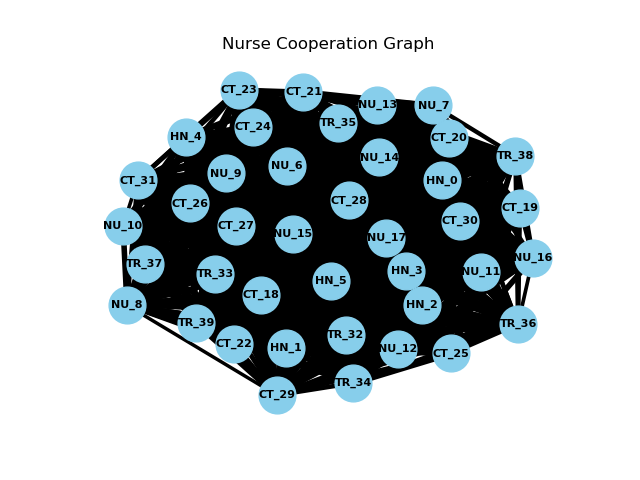 Nurse Cooperation Graph
CT_23
CT_21
NU_13
NU_7
CT_24
TR_35
HN_4
CT_20
TR_38
NU_14
NU_6
NU_9
CT_31
HN_0
CT_28
CT_26
CT_19
CT_30
NU_10
CT_27
NU_15
NU_17
NU_16
TR_37
HN_3
NU_11
TR_33
HN_5
CT_18
NU_8
HN_2
TR_39
TR_36
TR_32
CT_22
HN_1
NU_12
CT_25
TR_34
CT_29